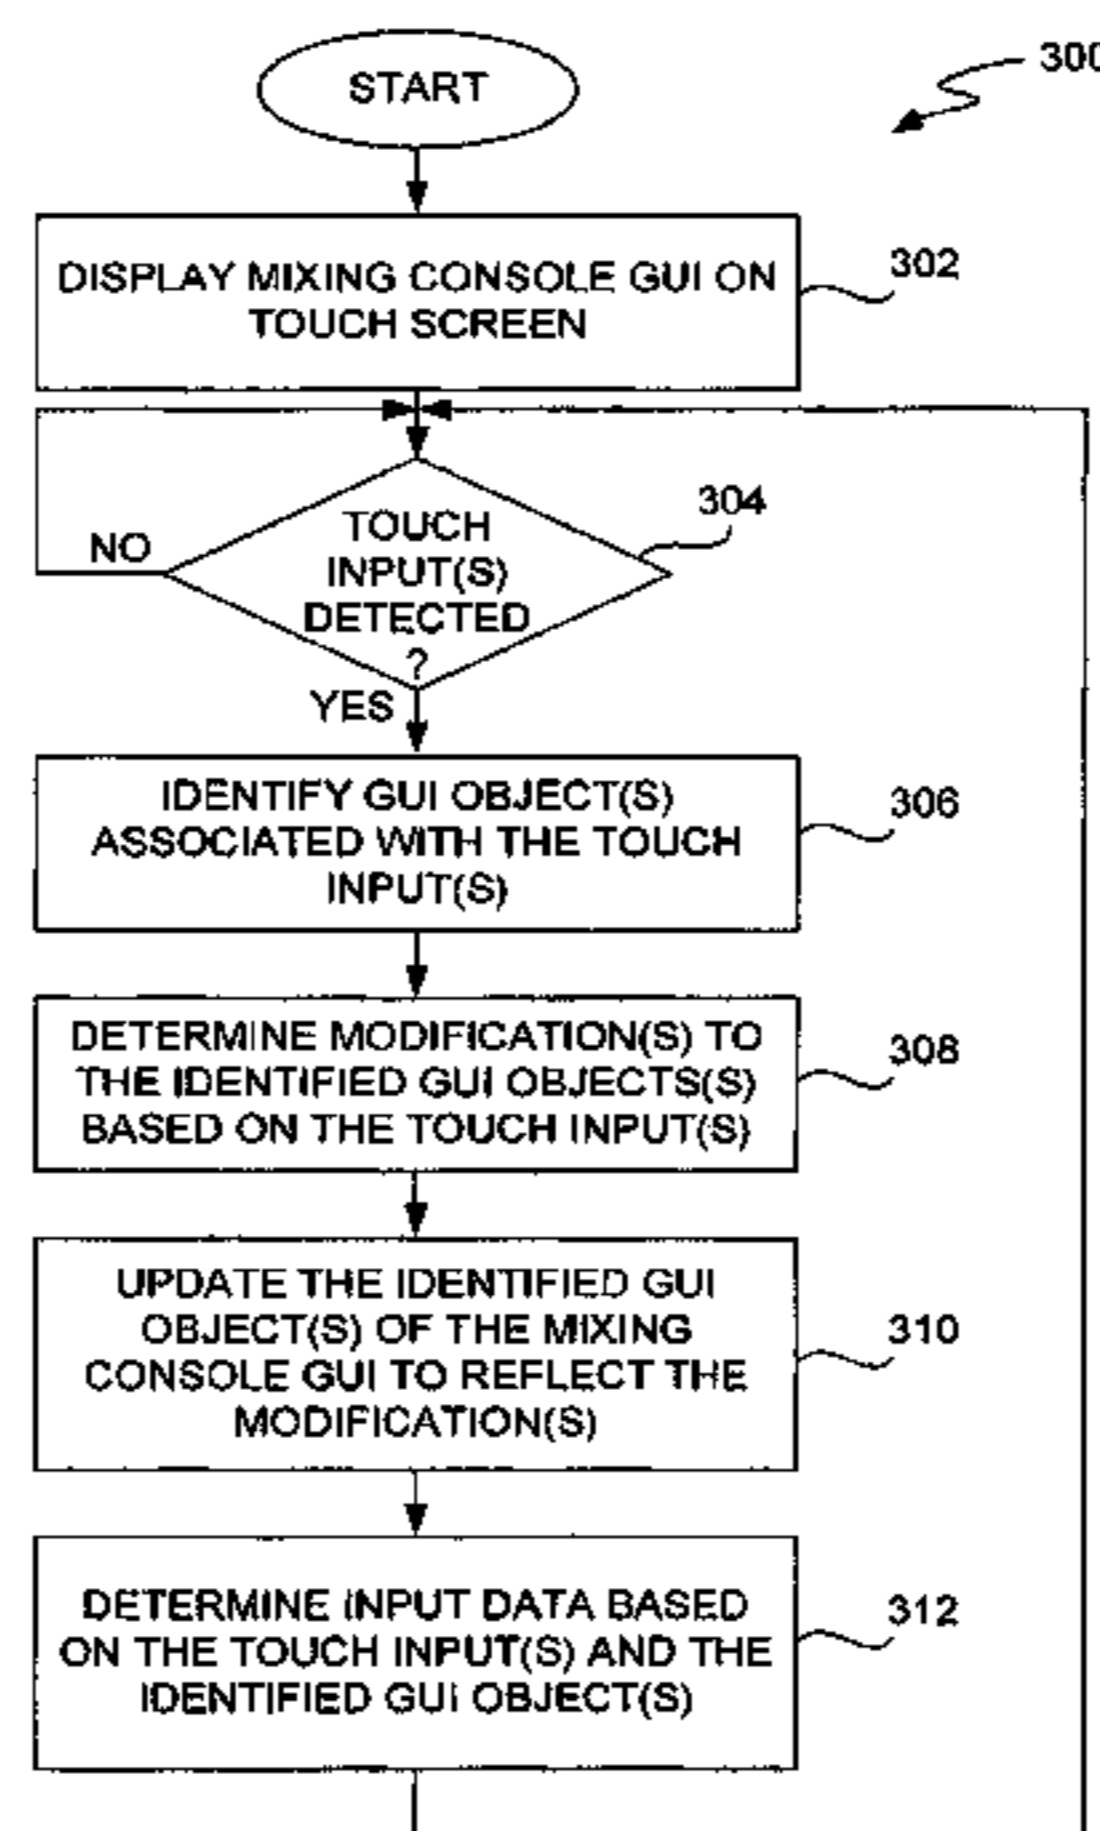 START
300
DISPLAY MIXING CONSOLE GUI ON
TOUCH SCREEN
302
TOUCH
INPUT(S)
DETECTED
?
304
NO
YES
IDENTIFY GUI OBJECT(S)
ASSOCIATED WITH THE TOUCH
INPUT(S)
306
DETERMINE MODIFICATION(S) TO
THE IDENTIFIED GUI OBJECTS(S)
BASED ON THE TOUCH INPUT(S)
308
UPDATE THE IDENTIFIED GUI
OBJECT(S) OF THE MIXING
CONSOLE GUI TO REFLECT THE
MODIFICATION(S)
310
DETERMINE INPUT DATA BASED
ON THE TOUCH INPUT(S) AND THE
IDENTIFIED GUI OBJECT(S)
312